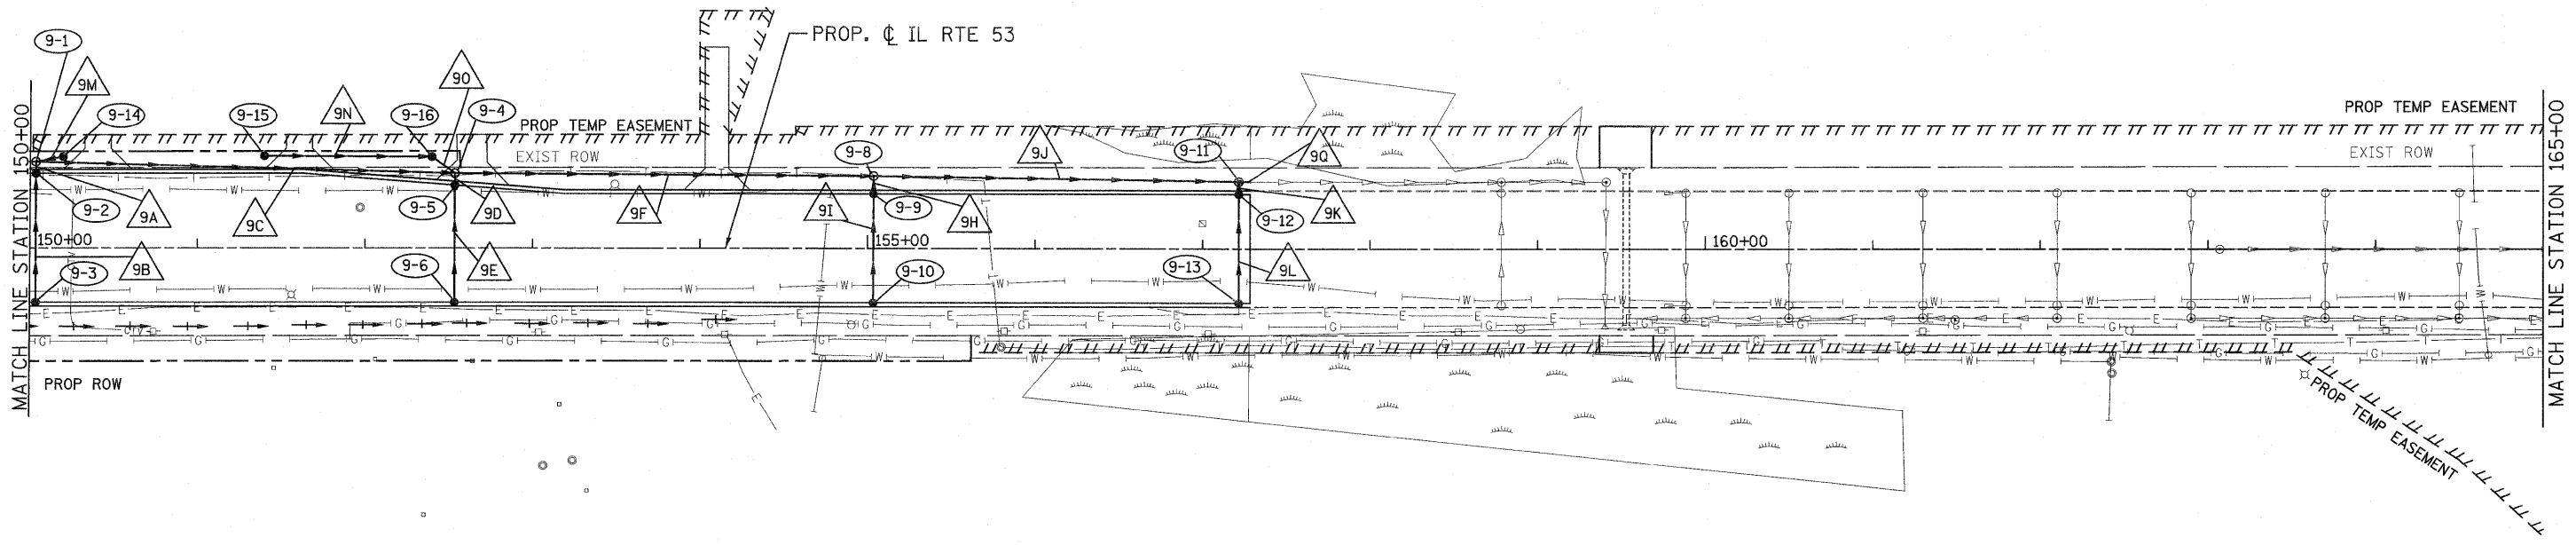 PROP. ℄ IL RTE 53
9-1
9M
9-14
9-15
9N
9-16
9O
9-4
PROP TEMP EASEMENT
PROP TEMP EASEMENT
EXIST ROW
9-8
9J
9-11
9Q
EXIST ROW
9-2
9A
9C
9-5
9D
9F
9I
9-9
9H
9-12
9K
150+00
155+00
160+00
9-3
9B
9-6
9E
9-10
9-13
9L
PROP ROW
PROP TEMP EASEMENT
MATCH LINE STATION 150+00
MATCH LINE STATION 165+00